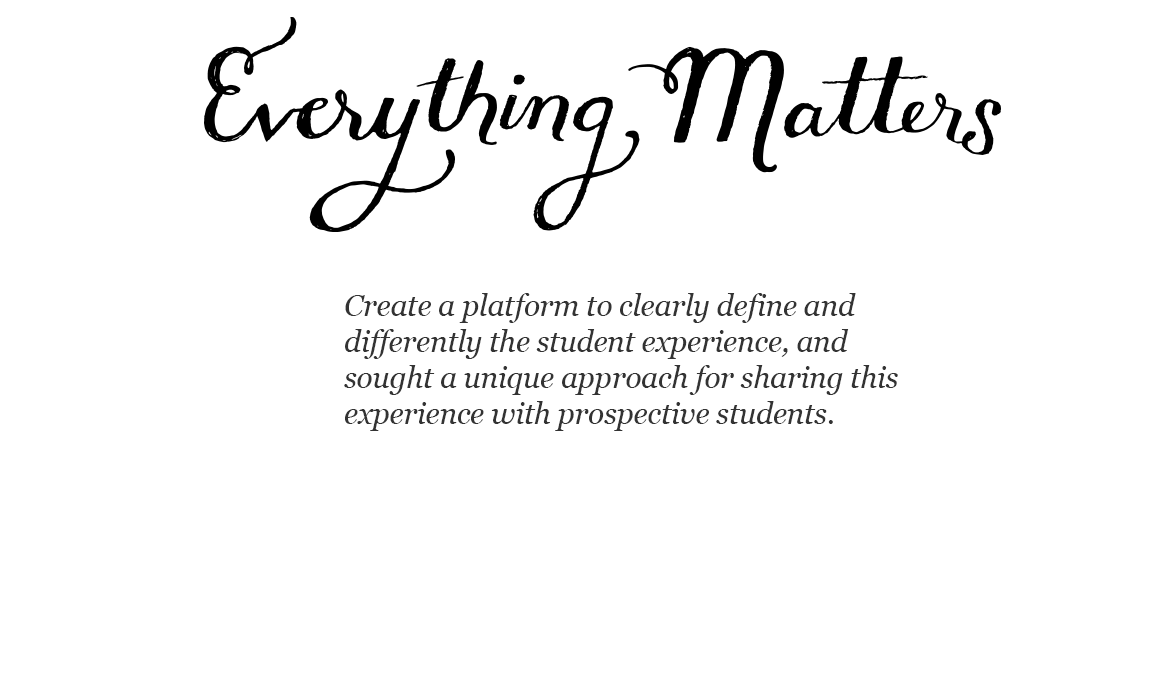 Everything Matters
Create a platform to clearly define and
differently the student experience, and
sought a unique approach for sharing this
experience with prospective students.